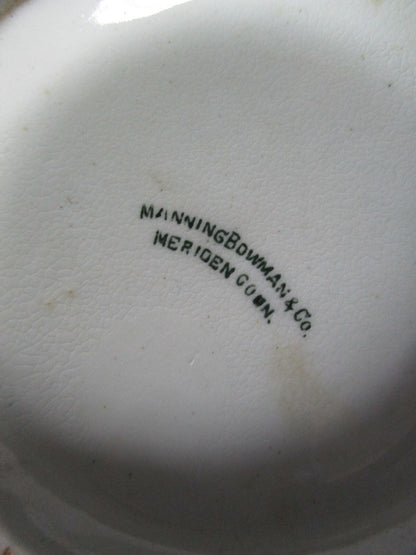 MANNING BOWMAN & CO.
MERIDEN CONN.